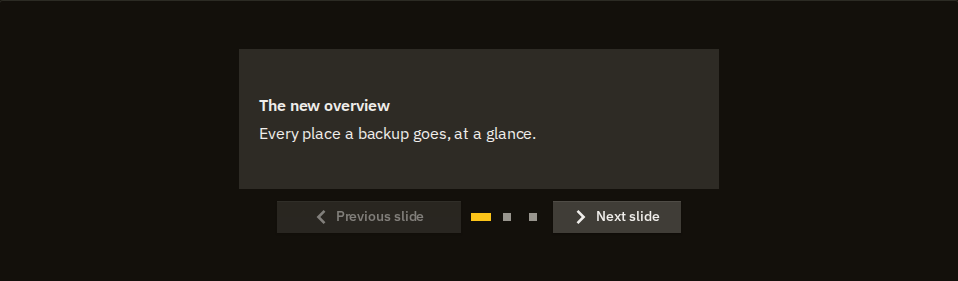 The new overview
Every place a backup goes, at a glance.
Previous slide
Next slide